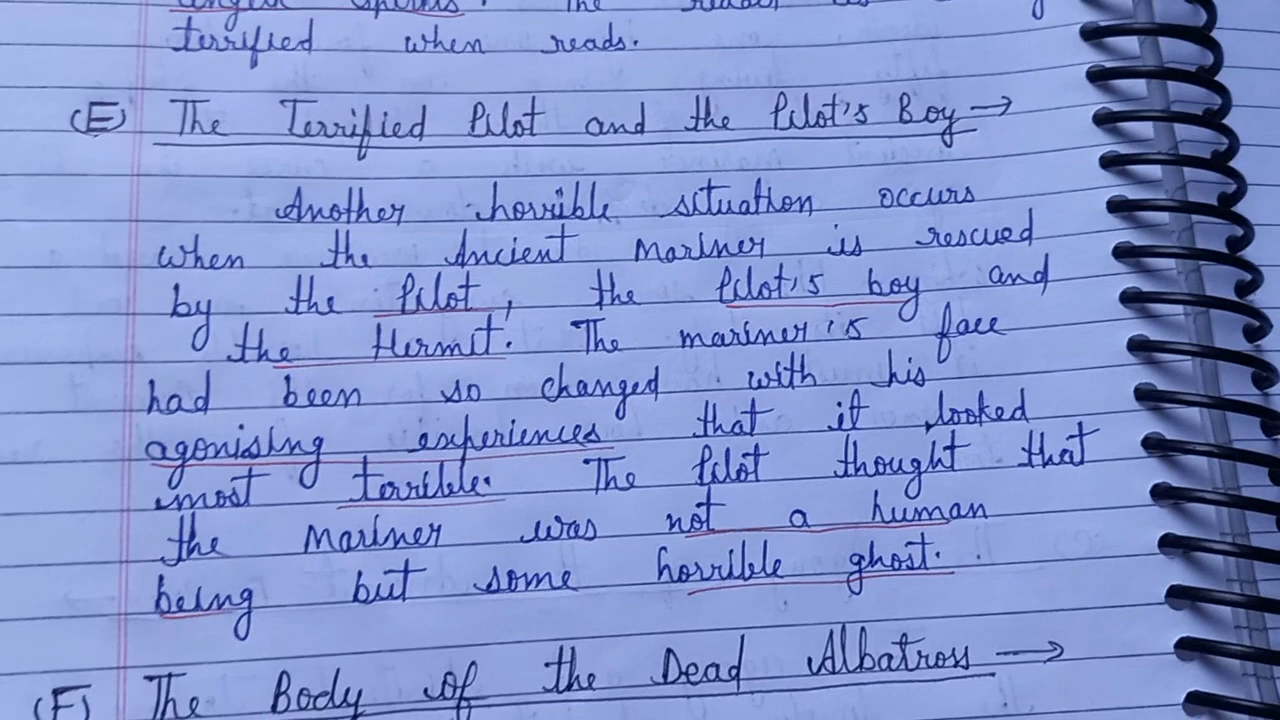 terrified when reads.
(E) The Terrified Pilot and the Pilot's Boy →
Another horrible situation occurs
when the Ancient Mariner is rescued
by the Pilot, the Pilot's boy and
the Hermit. The mariner's face
had been so changed with his
agonising experiences that it looked
most terrible. The Pilot thought that
the Mariner was not a human
being but some horrible ghost.
(F) The Body of the Dead Albatross →